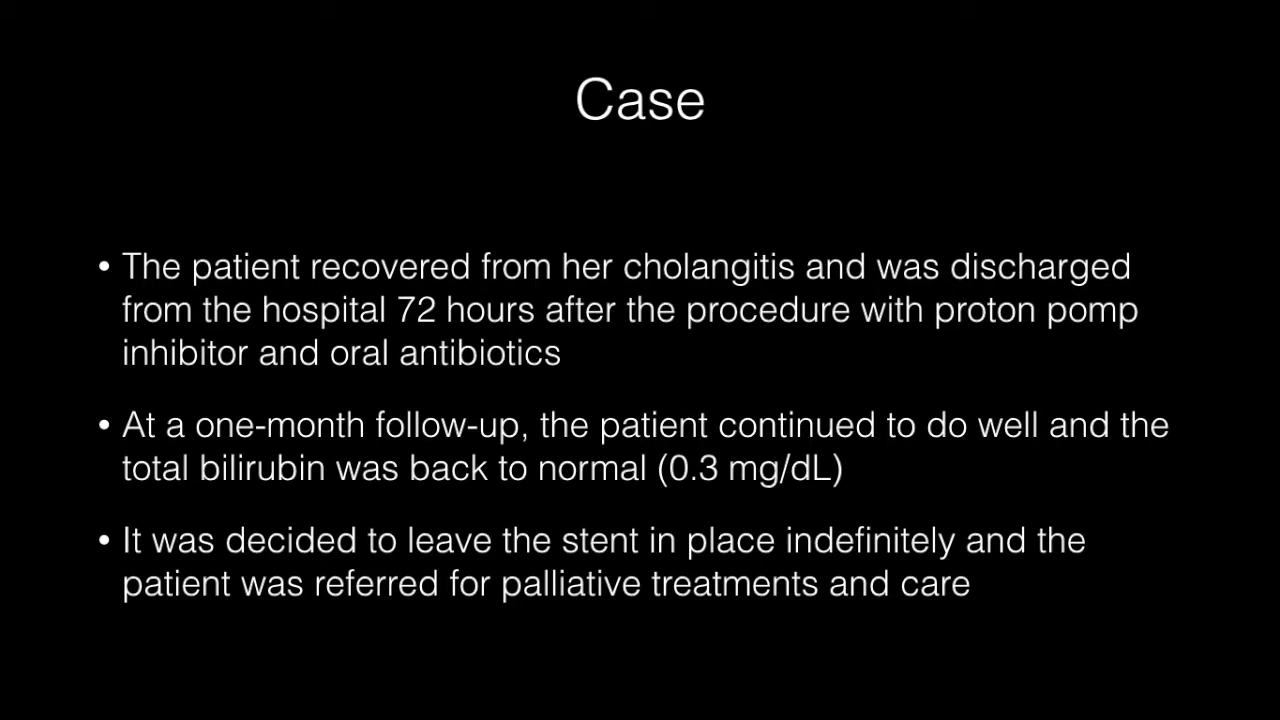 Case
• The patient recovered from her cholangitis and was discharged
from the hospital 72 hours after the procedure with proton pomp
inhibitor and oral antibiotics
• At a one-month follow-up, the patient continued to do well and the
total bilirubin was back to normal (0.3 mg/dL)
• It was decided to leave the stent in place indefinitely and the
patient was referred for palliative treatments and care